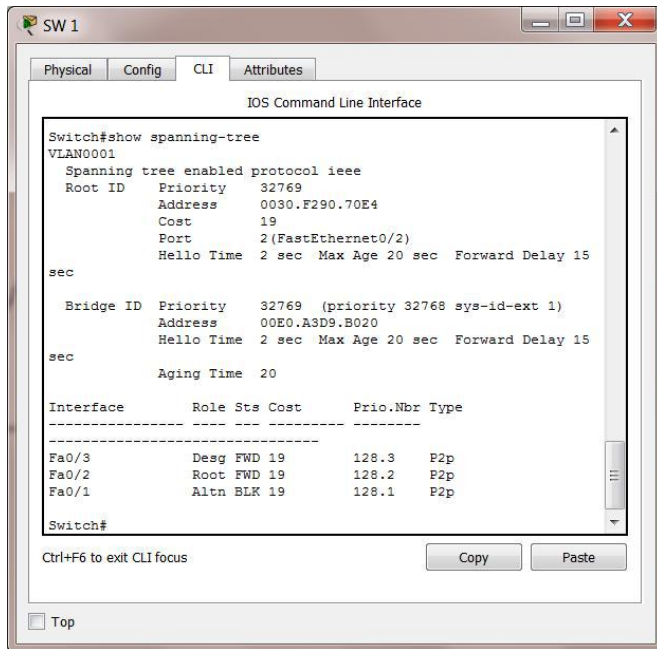 SW 1
Physical Config CLI Attributes
IOS Command Line Interface
Switch#show spanning-tree
VLAN0001
  Spanning tree enabled protocol ieee
  Root ID    Priority    32769
             Address     0030.F290.70E4
             Cost        19
             Port        2(FastEthernet0/2)
             Hello Time  2 sec  Max Age 20 sec  Forward Delay 15
sec

  Bridge ID  Priority    32769  (priority 32768 sys-id-ext 1)
             Address     00E0.A3D9.B020
             Hello Time  2 sec  Max Age 20 sec  Forward Delay 15
sec
             Aging Time  20

Interface        Role Sts Cost      Prio.Nbr Type
---------------- ---- --- --------- --------
--------------------------------
Fa0/3            Desg FWD 19        128.3    P2p
Fa0/2            Root FWD 19        128.2    P2p
Fa0/1            Altn BLK 19        128.1    P2p

Switch#
Ctrl+F6 to exit CLI focus Copy Paste
Top